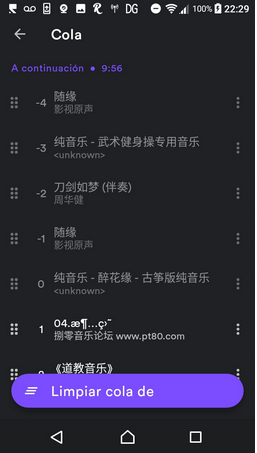 DG 100% 22:29
Cola
A continuación • 9:56
-4 随缘
影视原声
-3 纯音乐 - 武术健身操专用音乐
<unknown>
-2 刀剑如梦 (伴奏)
周华健
-1 随缘
影视原声
0 纯音乐 - 醉花缘 - 古筝版纯音乐
<unknown>
1 04.æ¶…ç›˜
捌零音乐论坛 www.pt80.com
《道教音乐》
Limpiar cola de